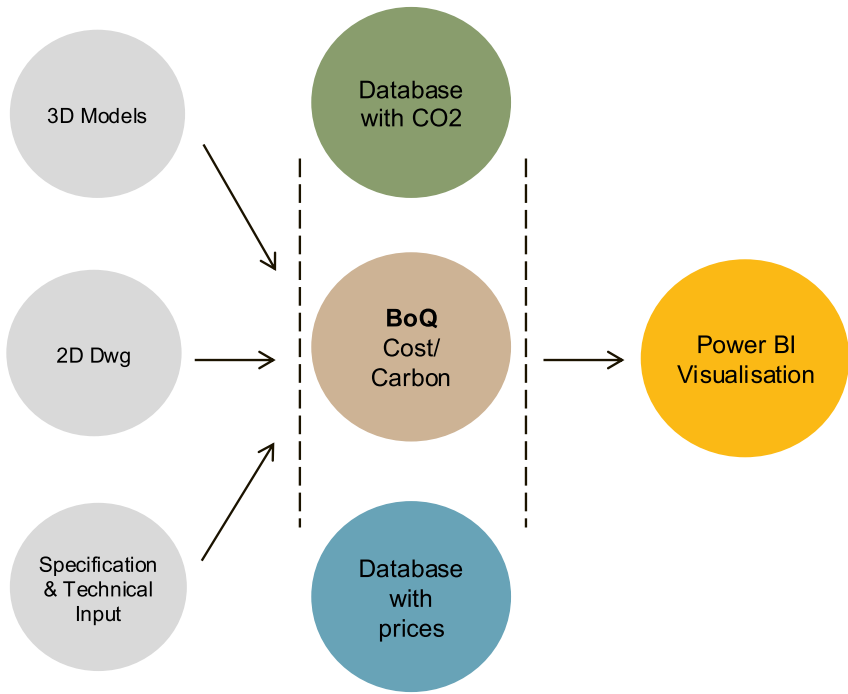 3D Models
2D Dwg
Specification
& Technical
Input
Database
with CO2
BoQ
Cost/
Carbon
Database
with
prices
Power BI
Visualisation